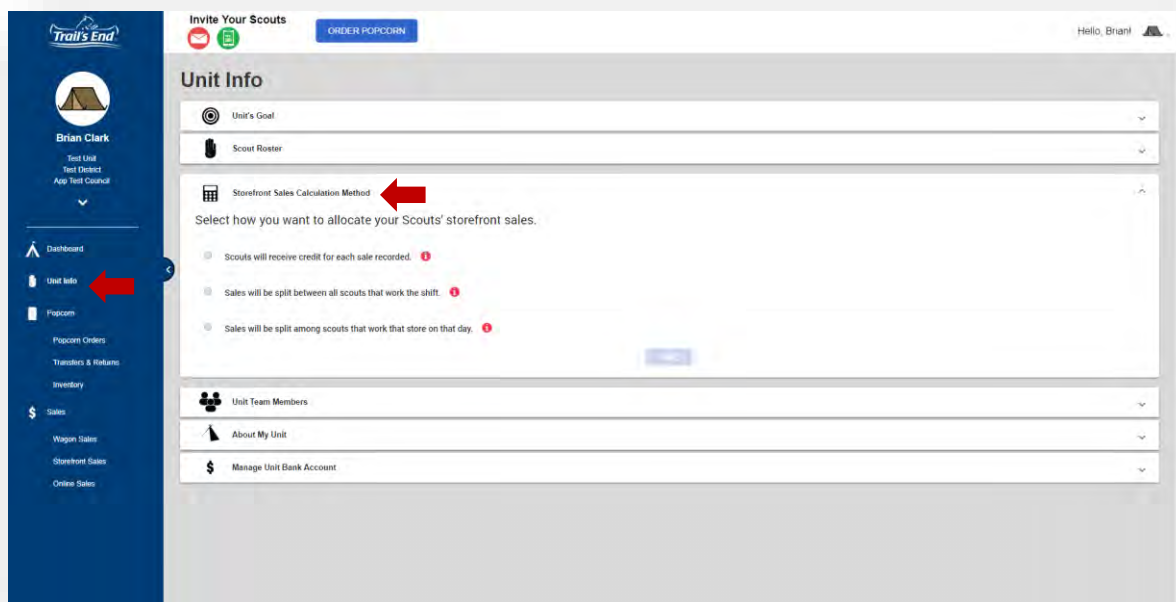 Trail's End
Invite Your Scouts
ORDER POPCORN
Hello, Brian!
Brian Clark
Test Unit
Test District
App Test Council
Dashboard
Unit Info
Popcorn
Popcorn Orders
Transfers & Returns
Inventory
$ Sales
Wagon Sales
Storefront Sales
Online Sales
Unit Info
Unit's Goal
Scout Roster
Storefront Sales Calculation Method
Select how you want to allocate your Scouts' storefront sales.
Scouts will receive credit for each sale recorded.
Sales will be split between all scouts that work the shift.
Sales will be split among scouts that work that store on that day.
Unit Team Members
About My Unit
$ Manage Unit Bank Account